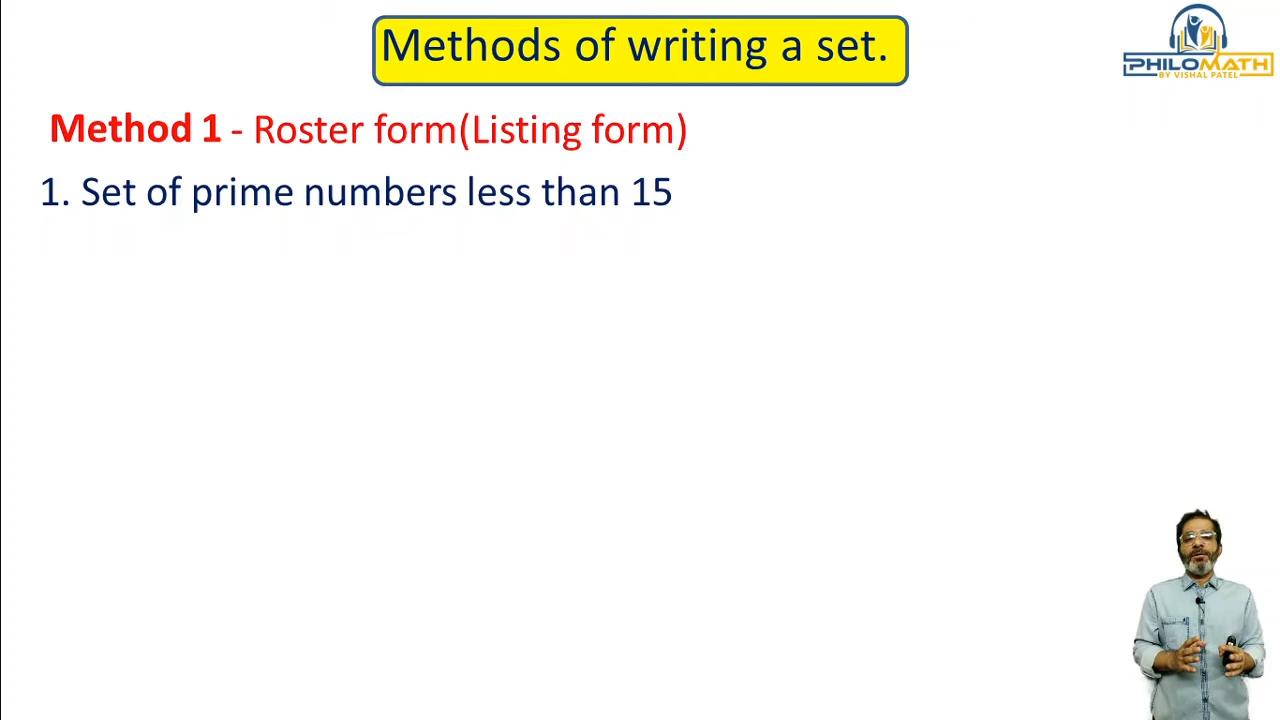 Methods of writing a set.
PHILOMATH
BY VISHAL PATEL
Method 1 - Roster form(Listing form)
1. Set of prime numbers less than 15